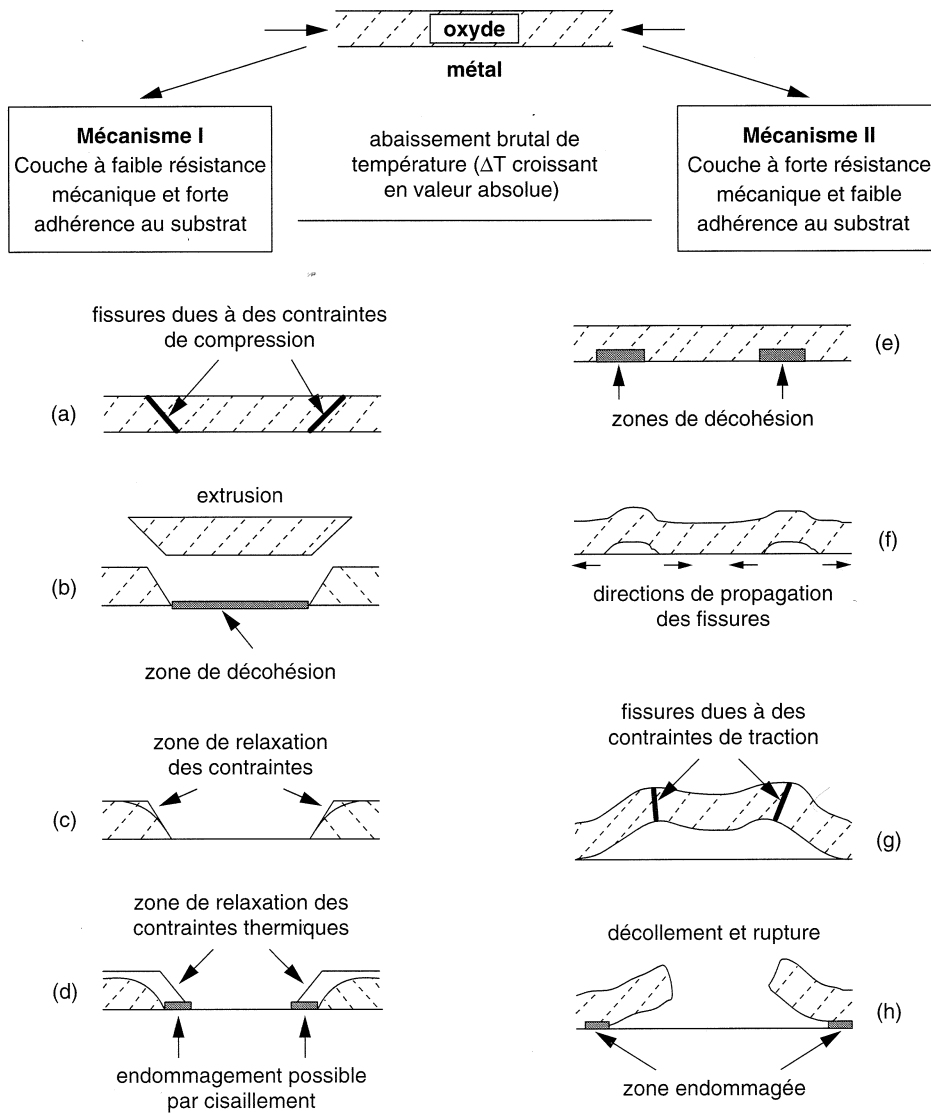 oxyde
métal
Mécanisme I
Couche à faible résistance
mécanique et forte
adhérence au substrat
abaissement brutal de
température (ΔT croissant
en valeur absolue)
Mécanisme II
Couche à forte résistance
mécanique et faible
adhérence au substrat
fissures dues à des contraintes
de compression
(a)
extrusion
(b)
zone de décohésion
zone de relaxation
des contraintes
(c)
zone de relaxation des
contraintes thermiques
(d)
endommagement possible
par cisaillement
(e)
zones de décohésion
(f)
directions de propagation
des fissures
fissures dues à des
contraintes de traction
(g)
décollement et rupture
(h)
zone endommagée